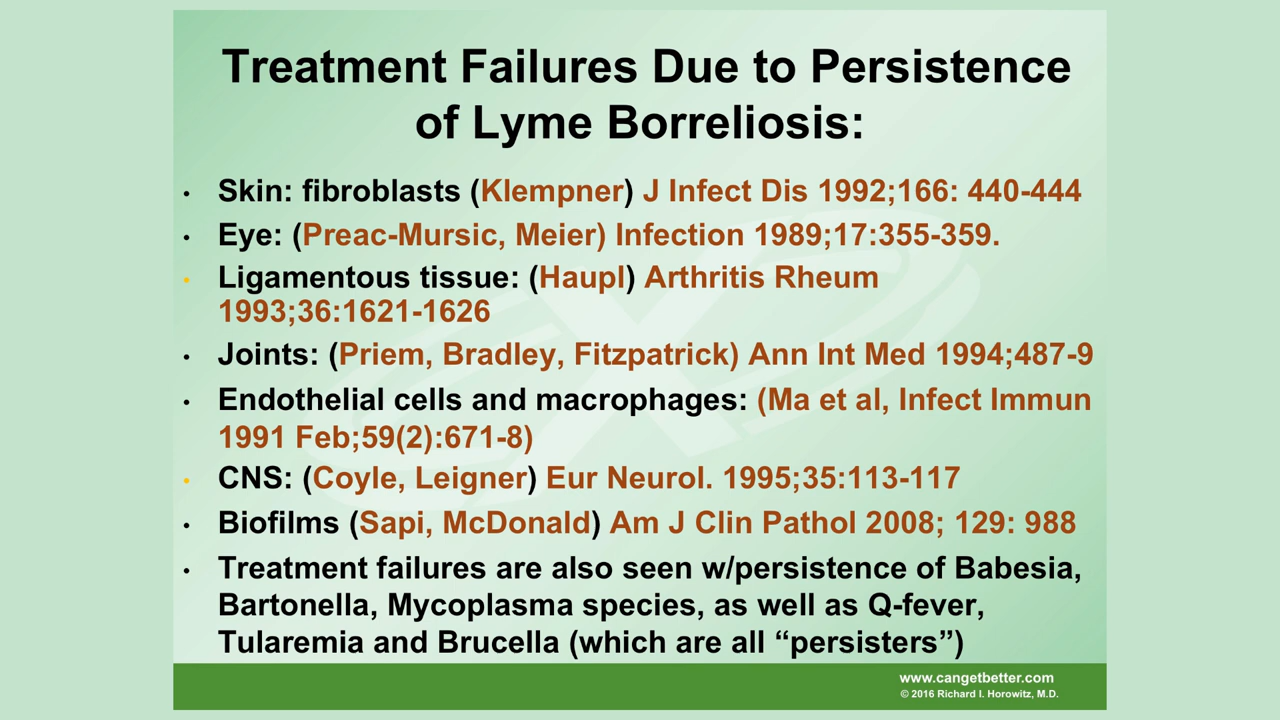 Treatment Failures Due to Persistence
of Lyme Borreliosis:
• Skin: fibroblasts (Klempner) J Infect Dis 1992;166: 440-444
• Eye: (Preac-Mursic, Meier) Infection 1989;17:355-359.
• Ligamentous tissue: (Haupl) Arthritis Rheum
1993;36:1621-1626
• Joints: (Priem, Bradley, Fitzpatrick) Ann Int Med 1994;487-9
• Endothelial cells and macrophages: (Ma et al, Infect Immun
1991 Feb;59(2):671-8)
• CNS: (Coyle, Leigner) Eur Neurol. 1995;35:113-117
• Biofilms (Sapi, McDonald) Am J Clin Pathol 2008; 129: 988
• Treatment failures are also seen w/persistence of Babesia,
Bartonella, Mycoplasma species, as well as Q-fever,
Tularemia and Brucella (which are all “persisters”)
www.cangetbetter.com
© 2016 Richard I. Horowitz, M.D.